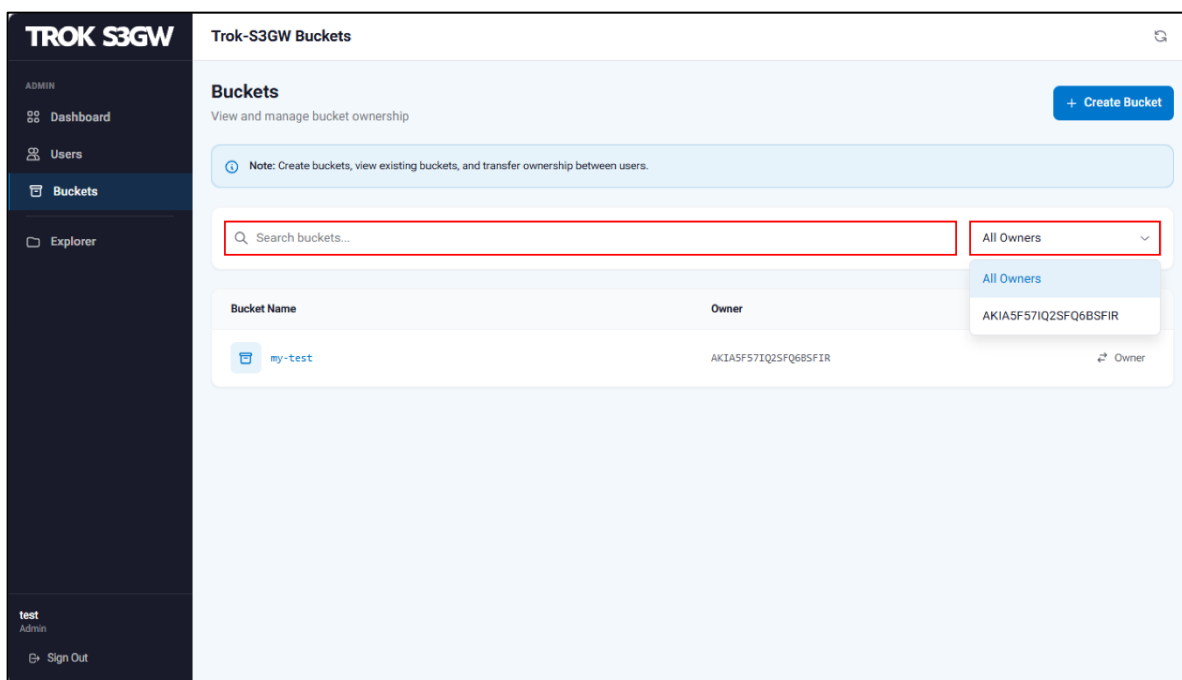 TROK S3GW
Trok-S3GW Buckets
ADMIN
Dashboard
Users
Buckets
Explorer
Buckets
View and manage bucket ownership
+ Create Bucket
Note: Create buckets, view existing buckets, and transfer ownership between users.
Search buckets...
All Owners
All Owners
AKIA5F57IQ2SFQ6BSFIR
Bucket Name Owner
my-test AKIA5F57IQ2SFQ6BSFIR Owner
test
Admin
Sign Out